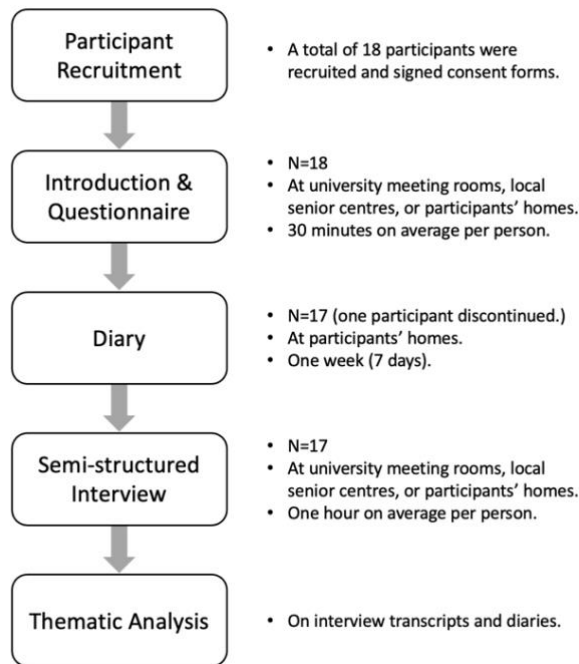 Participant
Recruitment
• A total of 18 participants were
recruited and signed consent forms.
Introduction &
Questionnaire
• N=18
• At university meeting rooms, local
senior centres, or participants' homes.
• 30 minutes on average per person.
Diary
• N=17 (one participant discontinued.)
• At participants' homes.
• One week (7 days).
Semi-structured
Interview
• N=17
• At university meeting rooms, local
senior centres, or participants' homes.
• One hour on average per person.
Thematic Analysis
• On interview transcripts and diaries.